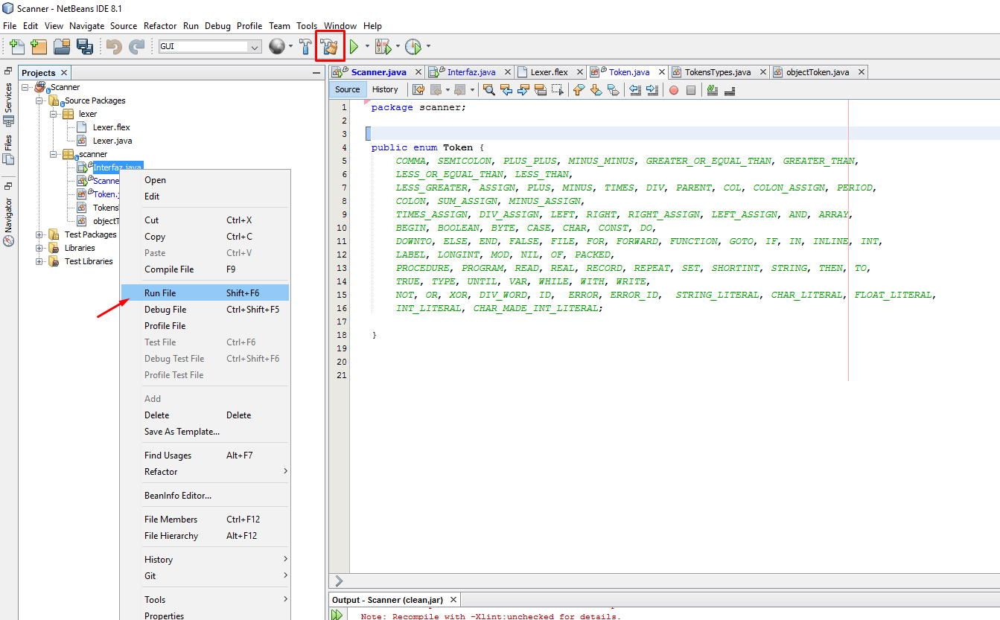 Scanner - NetBeans IDE 8.1
File Edit View Navigate Source Refactor Run Debug Profile Team Tools Window Help
GUI
Projects
Services
Files
Navigator
Scanner
Source Packages
lexer
Lexer.flex
Lexer.java
scanner
Interfaz.java
Scanne
Token.j
Tokens
objectT
Test Packages
Libraries
Test Libraries
Open
Edit
Cut Ctrl+X
Copy Ctrl+C
Paste Ctrl+V
Compile File F9
Run File Shift+F6
Debug File Ctrl+Shift+F5
Profile File
Test File Ctrl+F6
Debug Test File Ctrl+Shift+F6
Profile Test File
Add
Delete Delete
Save As Template...
Find Usages Alt+F7
Refactor
BeanInfo Editor...
File Members Ctrl+F12
File Hierarchy Alt+F12
History
Git
Tools
Properties
Scanner.java Interfaz.java Lexer.flex Token.java TokensTypes.java objectToken.java
Source History
1 package scanner;
2
3
4 public enum Token {
5 COMMA, SEMICOLON, PLUS_PLUS, MINUS_MINUS, GREATER_OR_EQUAL_THAN, GREATER_THAN,
6 LESS_OR_EQUAL_THAN, LESS_THAN,
7 LESS_GREATER, ASSIGN, PLUS, MINUS, TIMES, DIV, PARENT, COL, COLON_ASSIGN, PERIOD,
8 COLON, SUM_ASSIGN, MINUS_ASSIGN,
9 TIMES_ASSIGN, DIV_ASSIGN, LEFT, RIGHT, RIGHT_ASSIGN, LEFT_ASSIGN, AND, ARRAY,
10 BEGIN, BOOLEAN, BYTE, CASE, CHAR, CONST, DO,
11 DOWNTO, ELSE, END, FALSE, FILE, FOR, FORWARD, FUNCTION, GOTO, IF, IN, INLINE, INT,
12 LABEL, LONGINT, MOD, NIL, OF, PACKED,
13 PROCEDURE, PROGRAM, READ, REAL, RECORD, REPEAT, SET, SHORTINT, STRING, THEN, TO,
14 TRUE, TYPE, UNTIL, VAR, WHILE, WITH, WRITE,
15 NOT, OR, XOR, DIV_WORD, ID, ERROR, ERROR_ID, STRING_LITERAL, CHAR_LITERAL, FLOAT_LITERAL,
16 INT_LITERAL, CHAR_MADE_INT_LITERAL;
17
18 }
19
20
21
Output - Scanner (clean,jar)
Note: Recompile with -Xlint:unchecked for details.